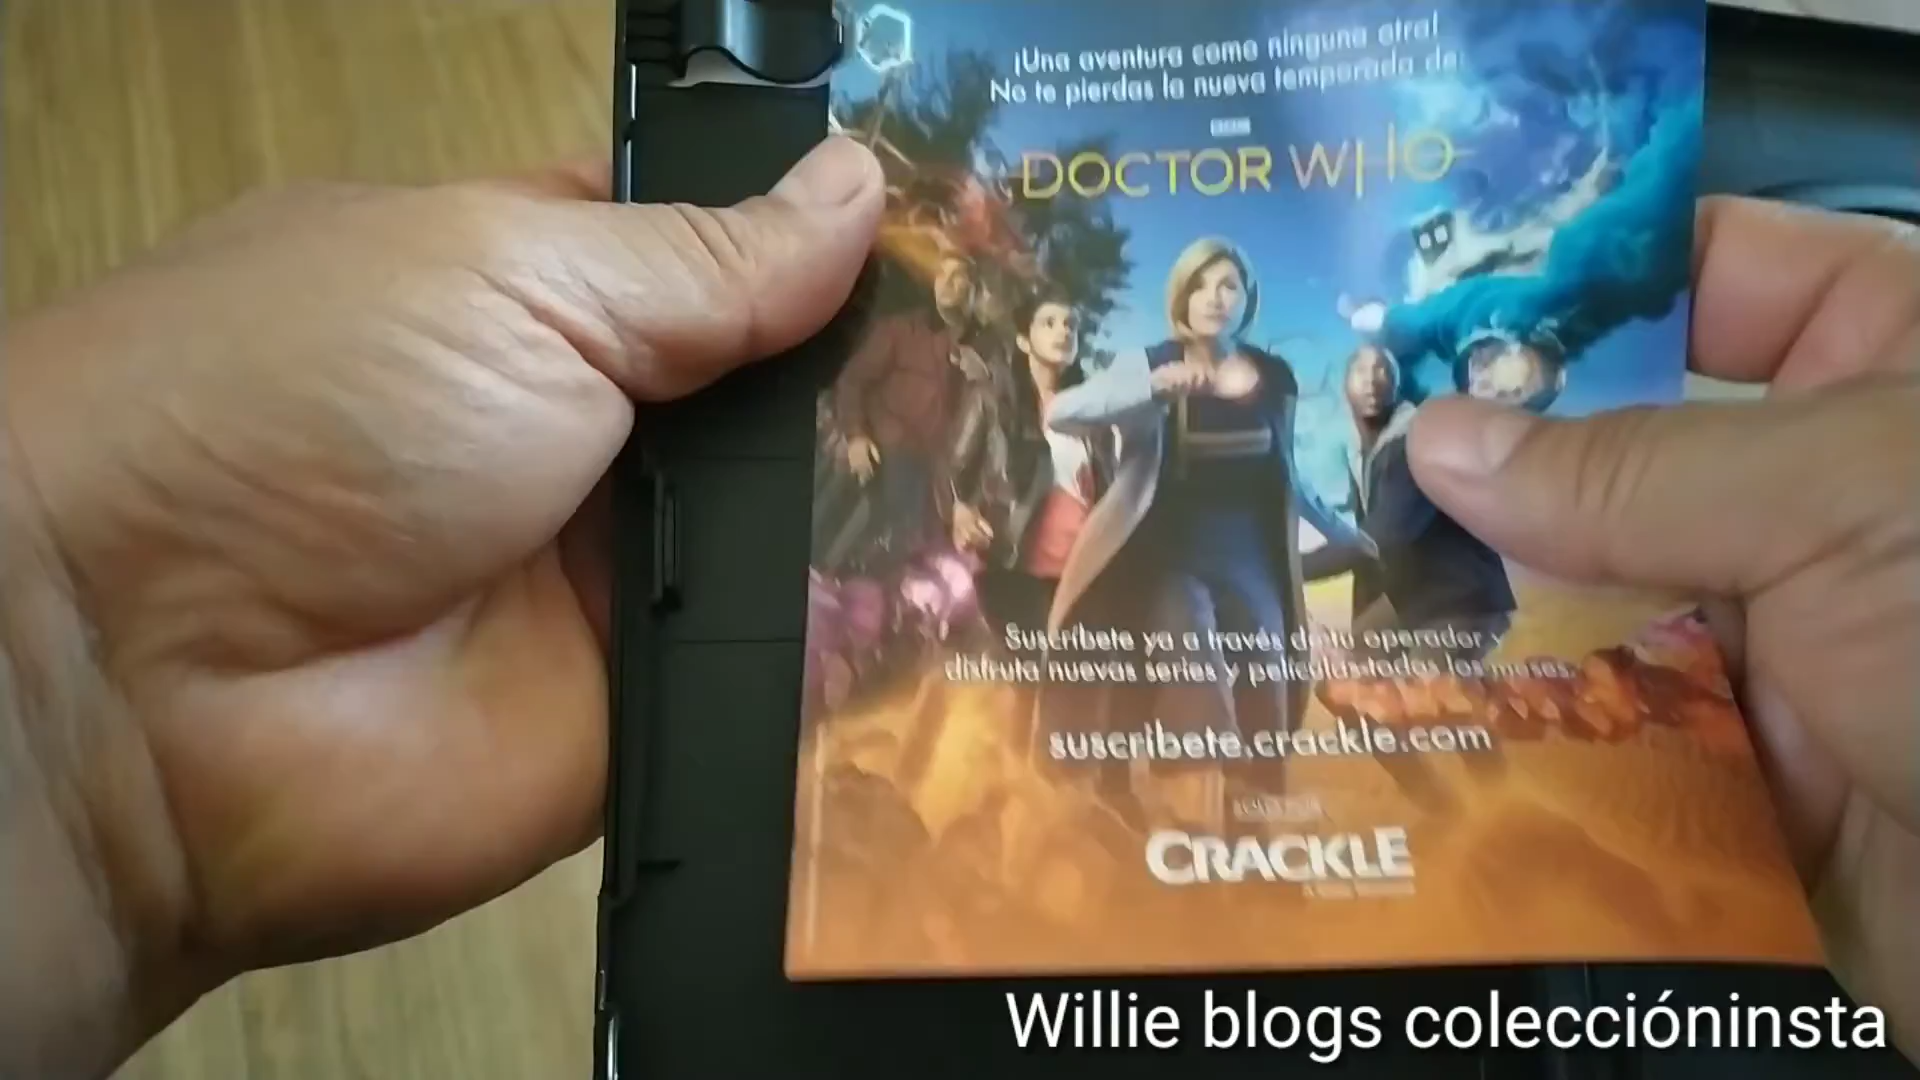 ¡Una aventura como ninguna otra!
No te pierdas la nueva temporada de:
BBC
DOCTOR WHO
Suscríbete ya a través de tu operador y
disfruta nuevas series y películas todos los meses.
suscribete.crackle.com
CRACKLE
Willie blogs coleccióninsta